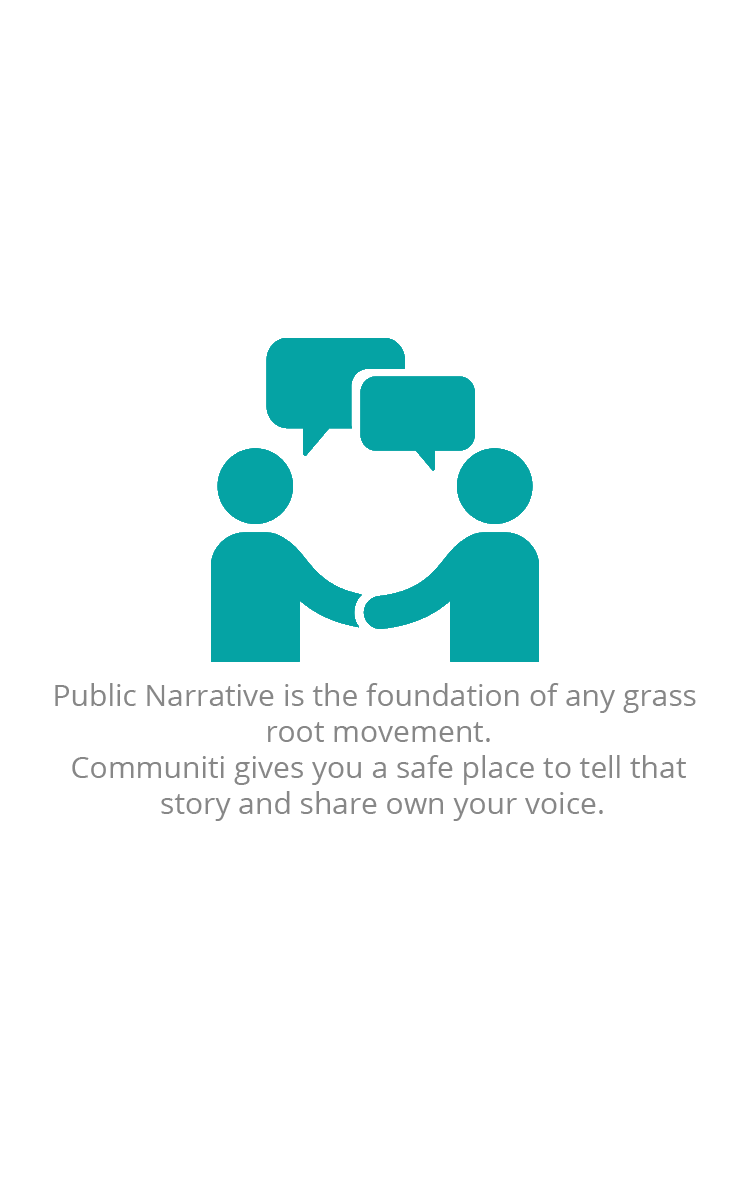 Public Narrative is the foundation of any grass
root movement.
Communiti gives you a safe place to tell that
story and share own your voice.